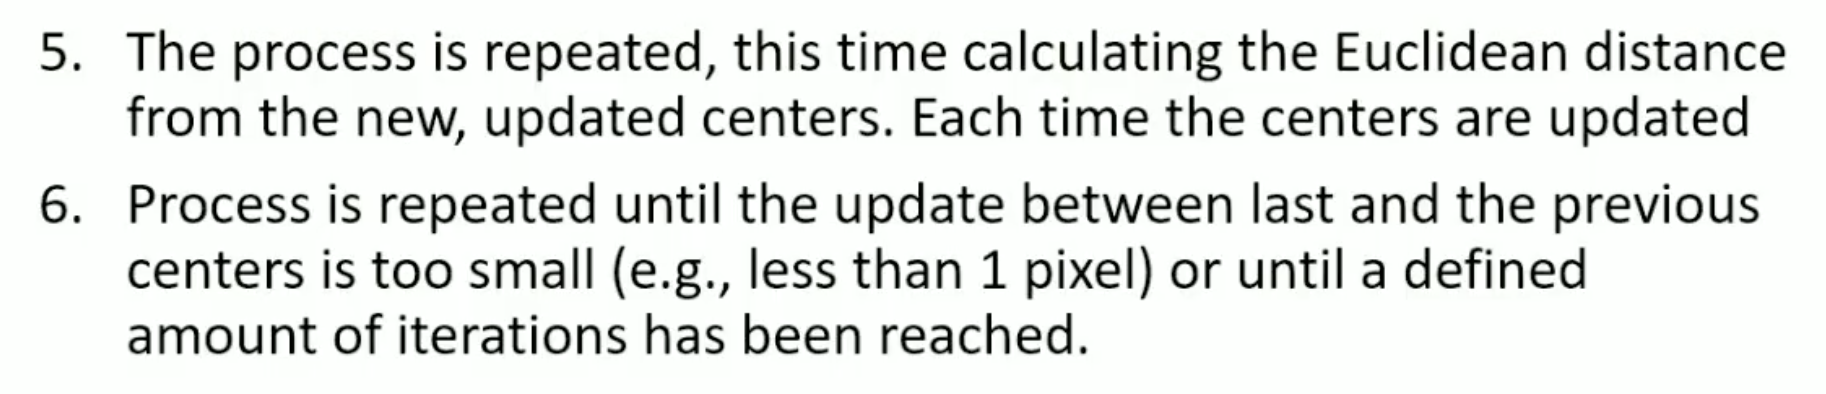 5. The process is repeated, this time calculating the Euclidean distance
from the new, updated centers. Each time the centers are updated
6. Process is repeated until the update between last and the previous
centers is too small (e.g., less than 1 pixel) or until a defined
amount of iterations has been reached.